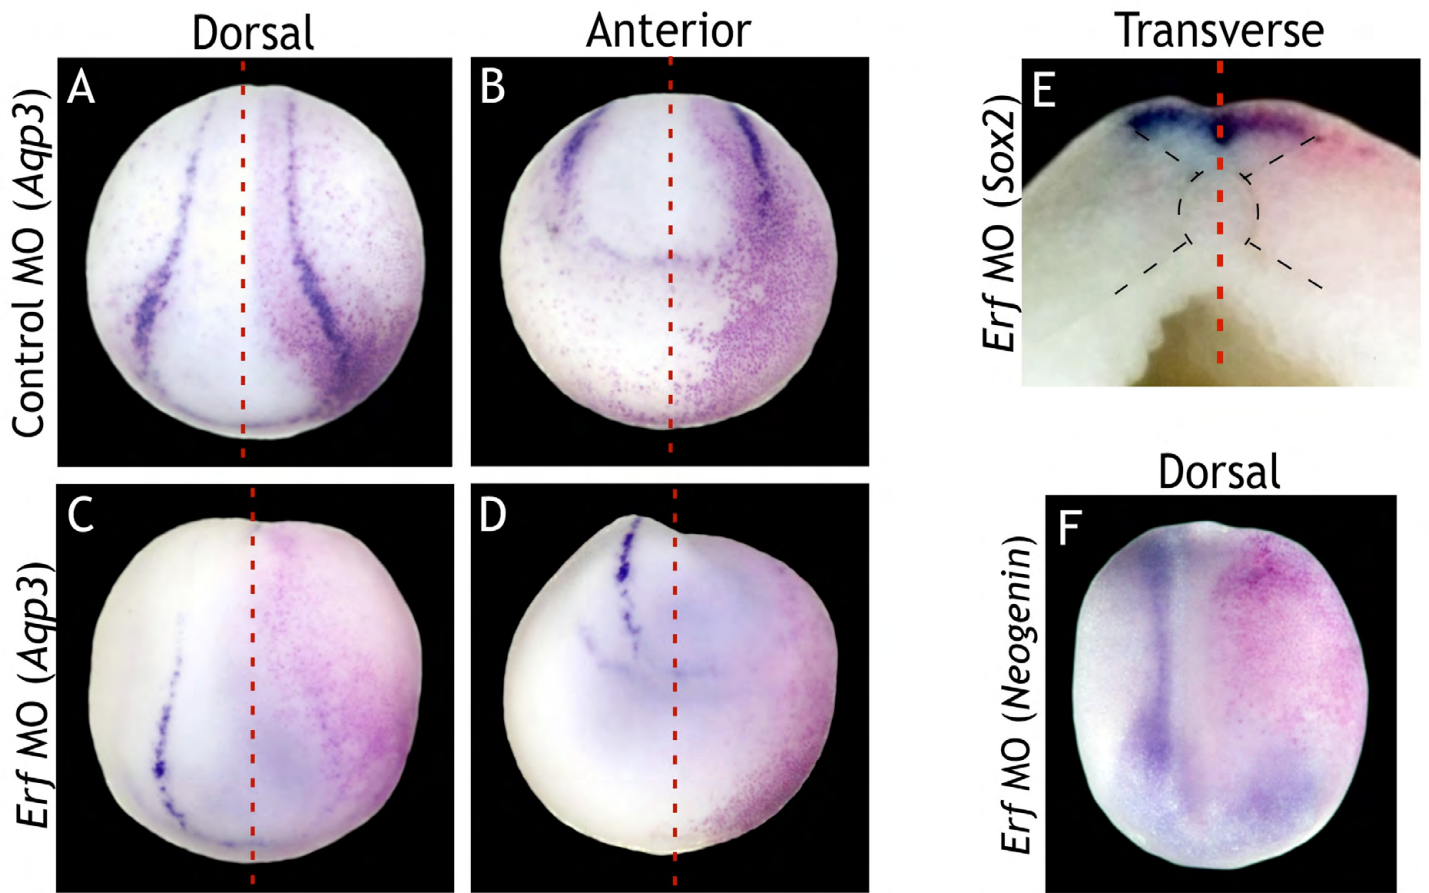 Dorsal
Anterior
Transverse
Control MO (Aqp3)
A
B
Erf MO (Sox2)
E
Erf MO (Aqp3)
C
D
Dorsal
Erf MO (Neogenin)
F